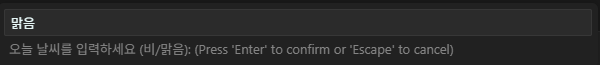 맑음
오늘 날씨를 입력하세요 (비/맑음): (Press 'Enter' to confirm or 'Escape' to cancel)